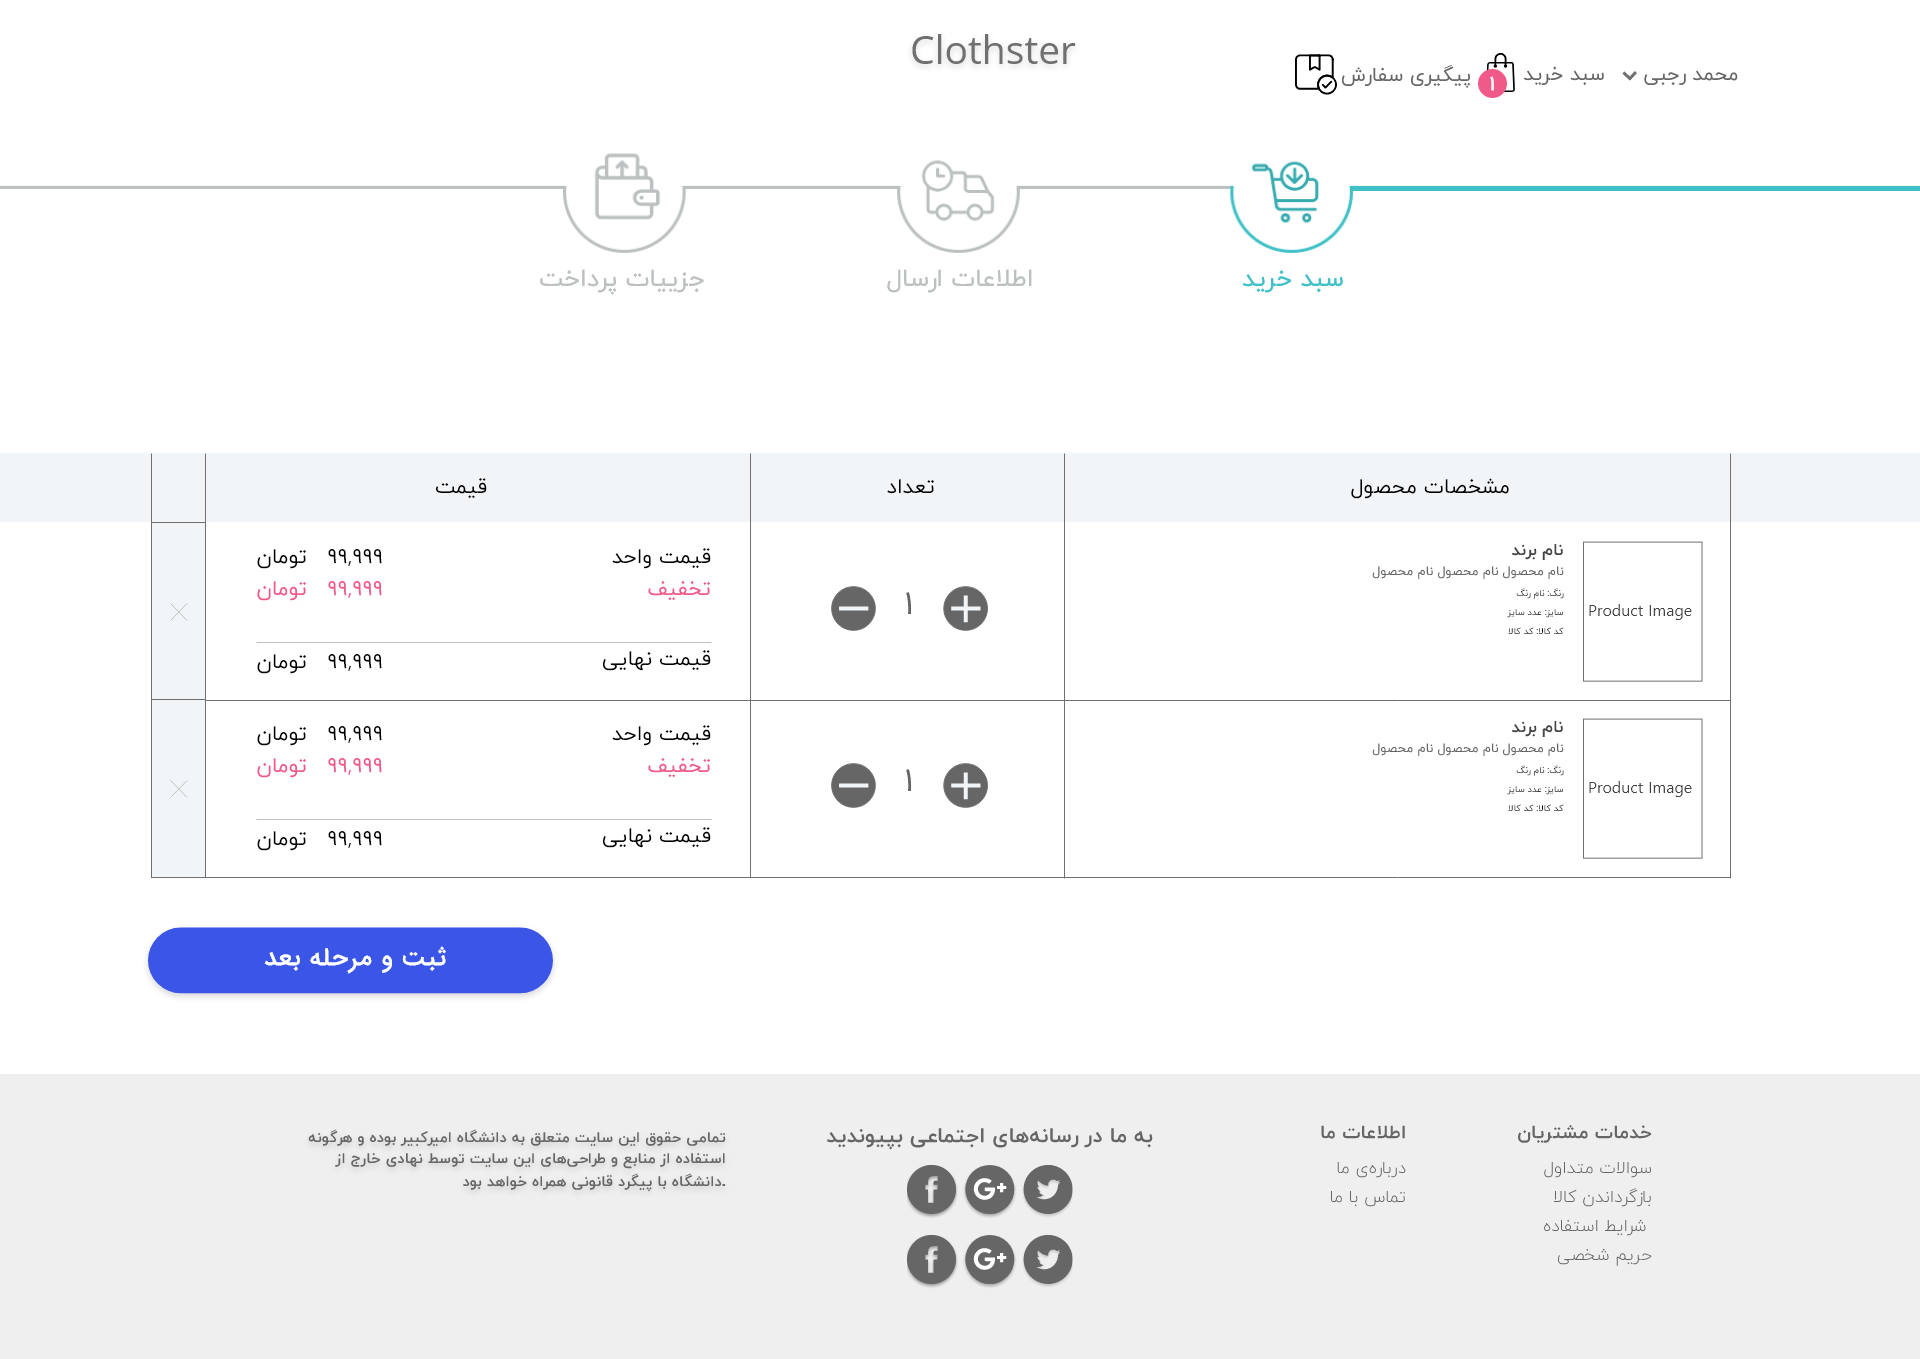 Clothster
محمد رجبی
سبد خرید
۱
پیگیری سفارش
سبد خرید
اطلاعات ارسال
جزییات پرداخت
مشخصات محصول
تعداد
قیمت
Product Image
نام برند
نام محصول نام محصول نام محصول
رنگ: نام رنگ
سایز: عدد سایز
کد کالا: کد کالا
۱
قیمت واحد ۹۹,۹۹۹ تومان
تخفیف ۹۹,۹۹۹ تومان
قیمت نهایی ۹۹,۹۹۹ تومان
Product Image
نام برند
نام محصول نام محصول نام محصول
رنگ: نام رنگ
سایز: عدد سایز
کد کالا: کد کالا
۱
قیمت واحد ۹۹,۹۹۹ تومان
تخفیف ۹۹,۹۹۹ تومان
قیمت نهایی ۹۹,۹۹۹ تومان
ثبت و مرحله بعد
خدمات مشتریان
سوالات متداول
بازگرداندن کالا
شرایط استفاده
حریم شخصی
اطلاعات ما
درباره‌ی ما
تماس با ما
به ما در رسانه‌های اجتماعی بپیوندید
تمامی حقوق این سایت متعلق به دانشگاه امیرکبیر بوده و هرگونه
استفاده از منابع و طراحی‌های این سایت توسط نهادی خارج از
.دانشگاه با پیگرد قانونی همراه خواهد بود